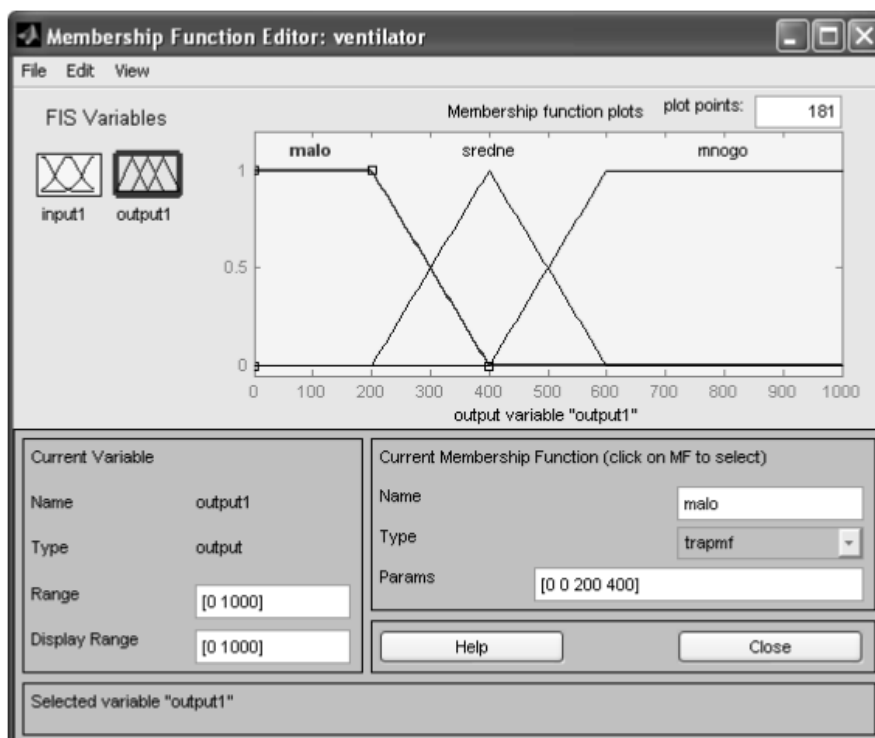 Membership Function Editor: ventilator
File Edit View
FIS Variables
input1 output1
Membership function plots plot points: 181
malo sredne mnogo
1
0.5
0
0 100 200 300 400 500 600 700 800 900 1000
output variable "output1"
Current Variable
Name output1
Type output
Range [0 1000]
Display Range [0 1000]
Current Membership Function (click on MF to select)
Name malo
Type trapmf
Params [0 0 200 400]
Help Close
Selected variable "output1"